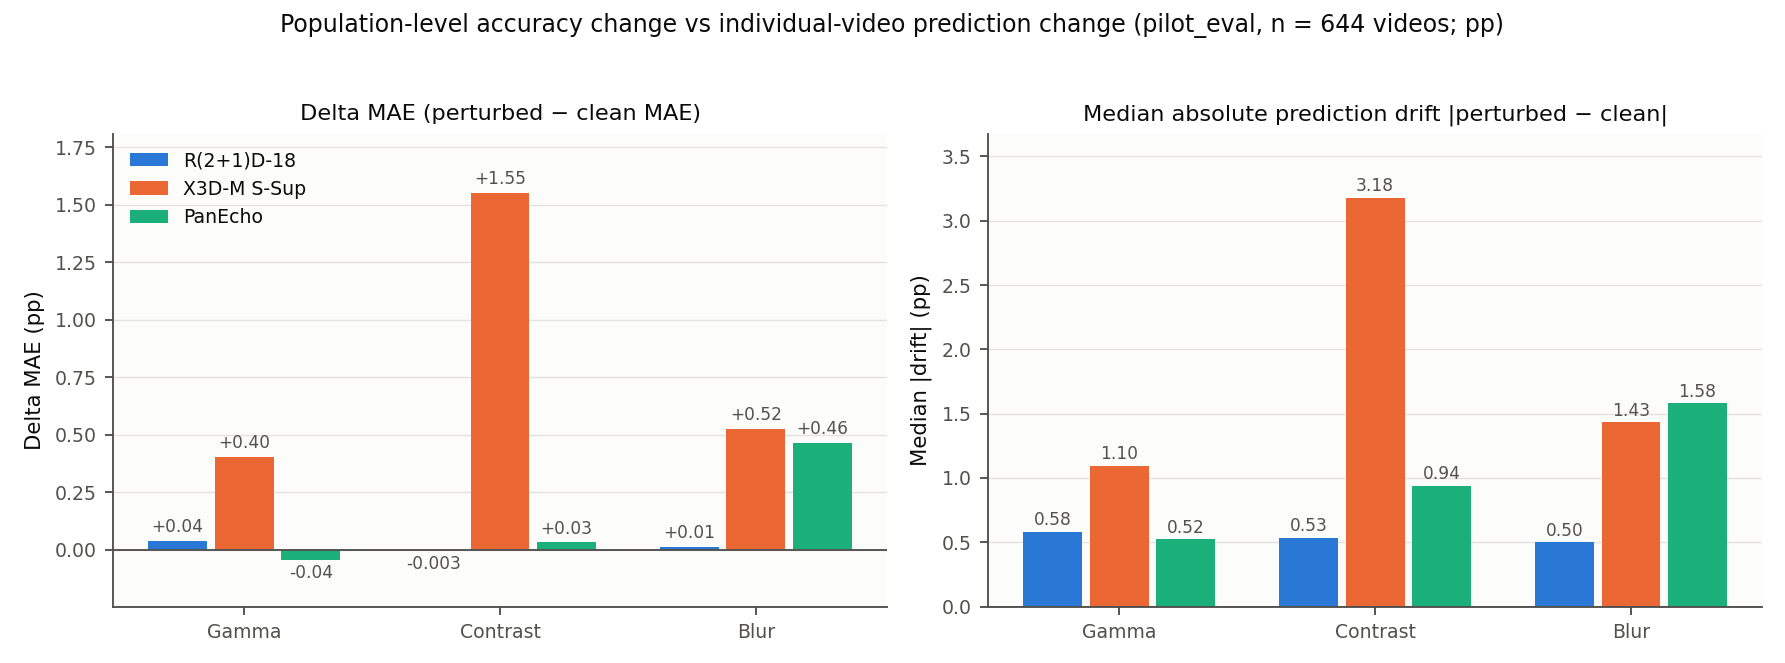 Population-level accuracy change vs individual-video prediction change (pilot_eval, n = 644 videos; pp)
Delta MAE (perturbed − clean MAE)
Delta MAE (pp)
1.75
1.50
1.25
1.00
0.75
0.50
0.25
0.00
R(2+1)D-18
X3D-M S-Sup
PanEcho
+0.04
+0.40
-0.04
-0.003
+1.55
+0.03
+0.01
+0.52
+0.46
Gamma
Contrast
Blur
Median absolute prediction drift |perturbed − clean|
Median |drift| (pp)
3.5
3.0
2.5
2.0
1.5
1.0
0.5
0.0
0.58
1.10
0.52
0.53
3.18
0.94
0.50
1.43
1.58
Gamma
Contrast
Blur